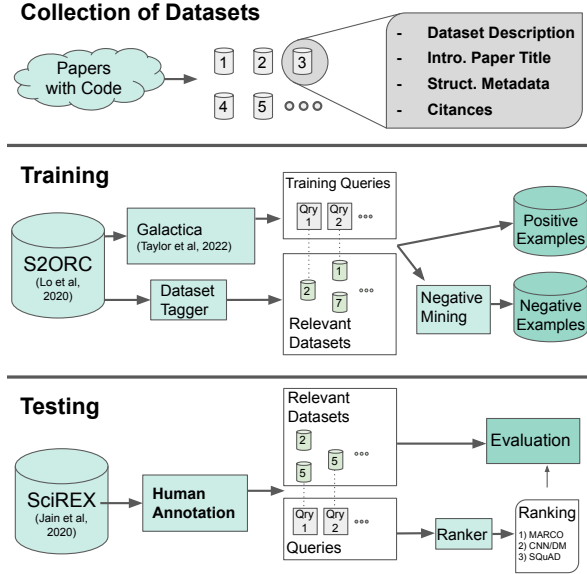 Collection of Datasets
Papers
with Code
1
2
3
4
5
- Dataset Description
- Intro. Paper Title
- Struct. Metadata
- Citances
Training
S2ORC
(Lo et al,
2020)
Galactica
(Taylor et al, 2022)
Dataset
Tagger
Training Queries
Qry
1
Qry
2
2
1
7
Relevant
Datasets
Negative
Mining
Positive
Examples
Negative
Examples
Testing
SciREX
(Jain et al,
2020)
Human
Annotation
Relevant
Datasets
2
5
5
Qry
1
Qry
2
Queries
Ranker
Evaluation
Ranking
1) MARCO
2) CNN/DM
3) SQuAD